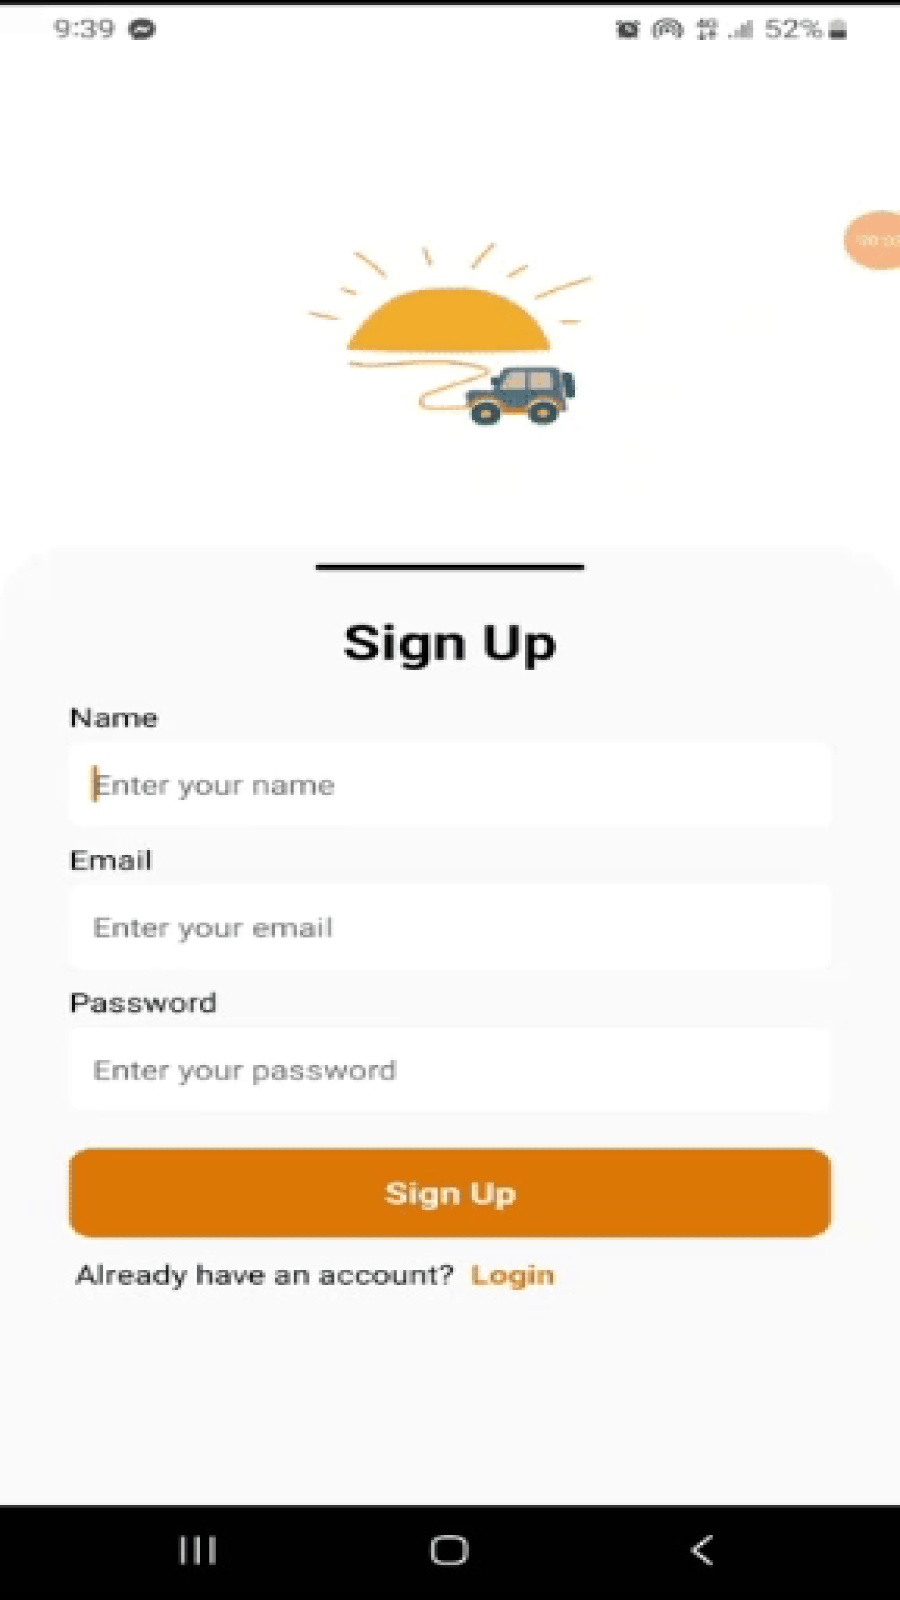 9:39
52%
Sign Up
Name
Enter your name
Email
Enter your email
Password
Enter your password
Sign Up
Already have an account? Login